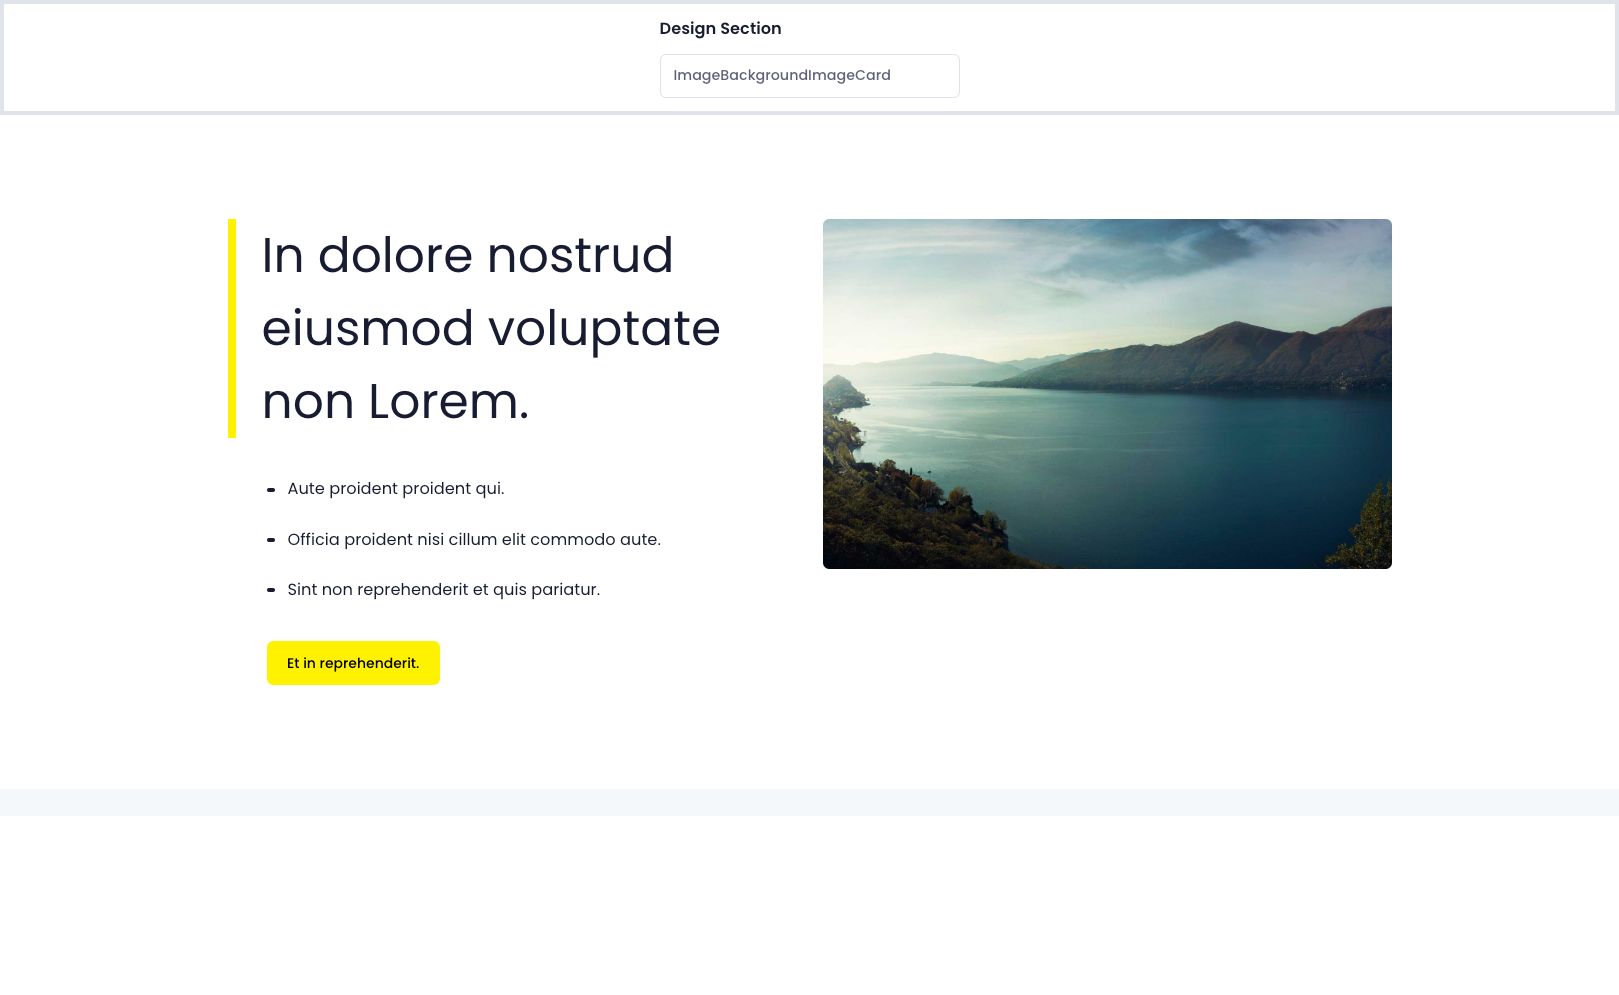 Design Section
ImageBackgroundImageCard
In dolore nostrud
eiusmod voluptate
non Lorem.
Aute proident proident qui.
Officia proident nisi cillum elit commodo aute.
Sint non reprehenderit et quis pariatur.
Et in reprehenderit.